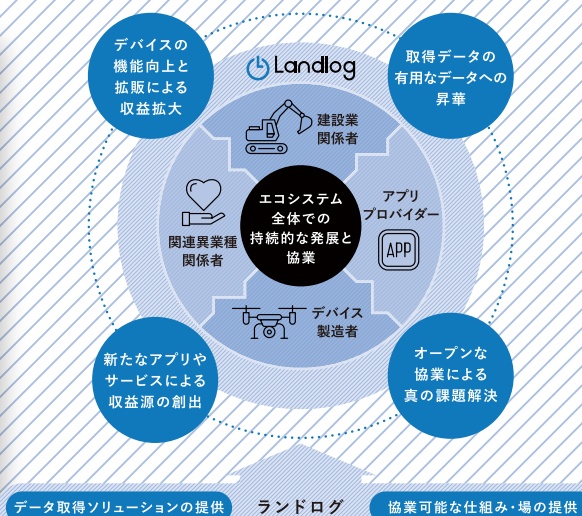 デバイスの
機能向上と
拡販による
収益拡大
Landlog
取得データの
有用なデータへの
昇華
建設業
関係者
関連異業種
関係者
エコシステム
全体での
持続的な発展と
協業
アプリ
プロバイダー
APP
デバイス
製造者
新たなアプリや
サービスによる
収益源の創出
オープンな
協業による
真の課題解決
データ取得ソリューションの提供
ランドログ
協業可能な仕組み・場の提供